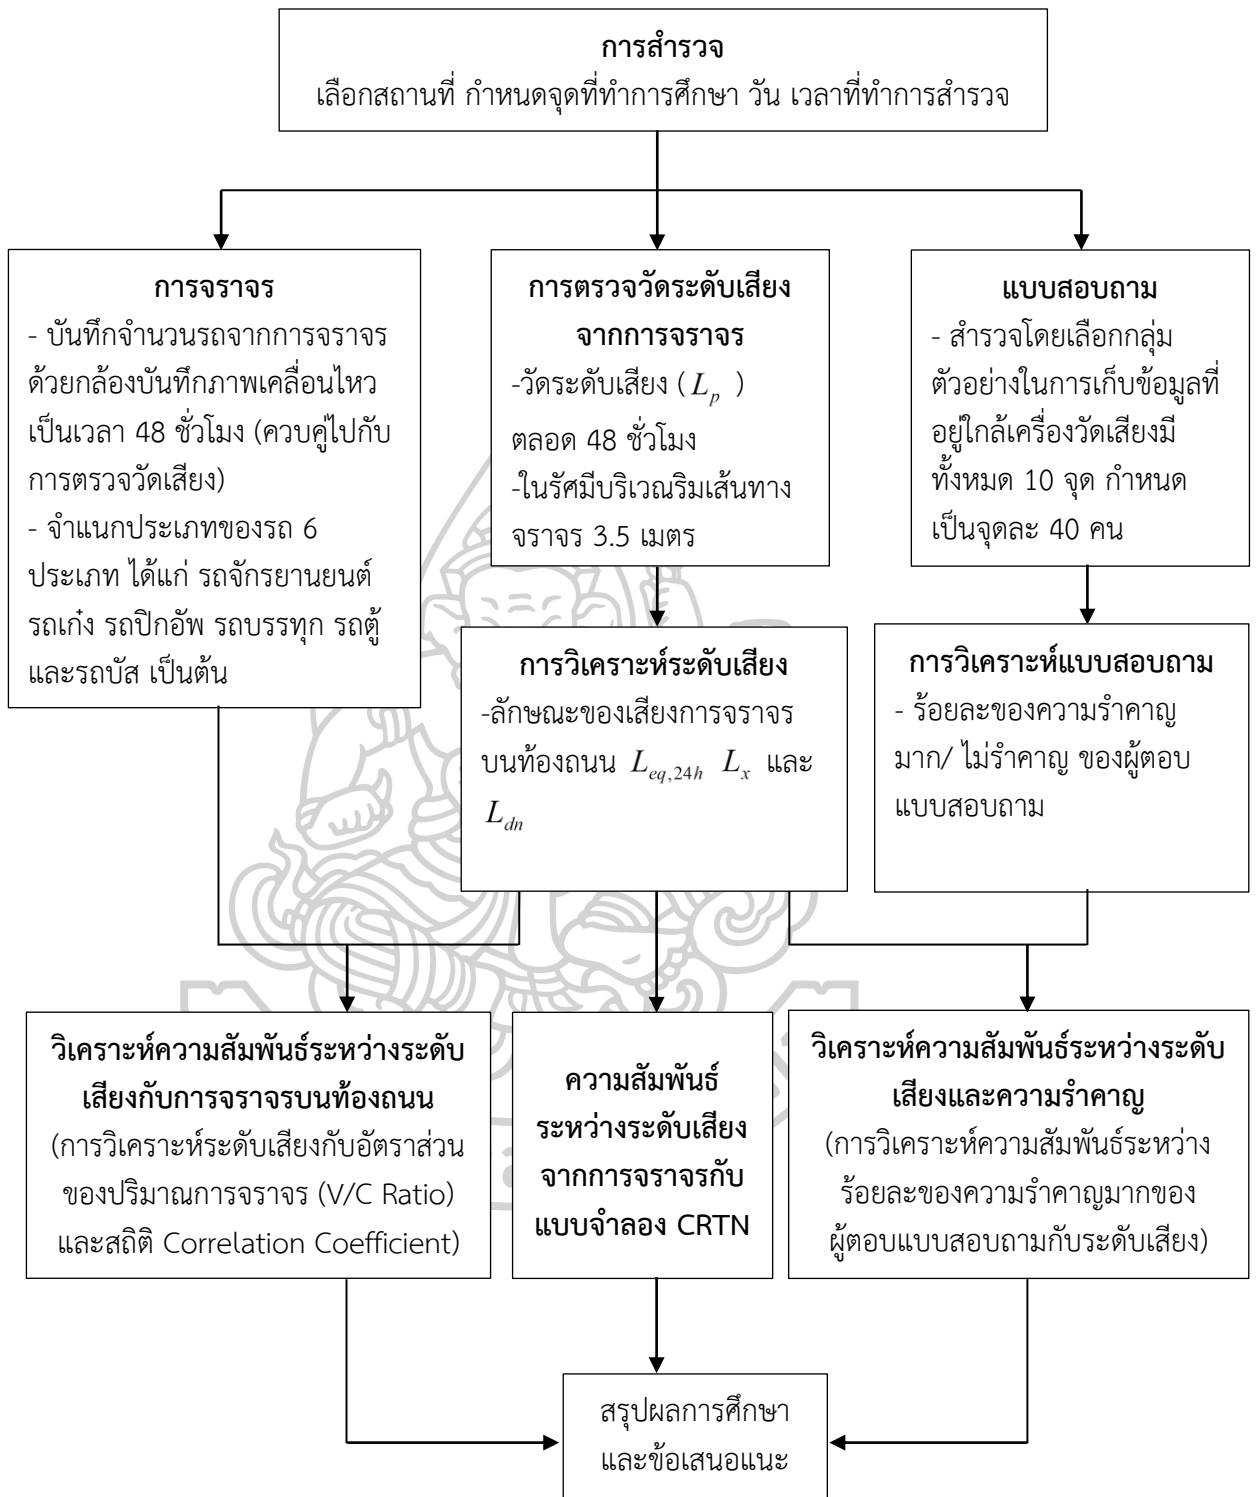 การสำรวจ
เลือกสถานที่ กำหนดจุดที่ทำการศึกษา วัน เวลาที่ทำการสำรวจ
การจราจร
- บันทึกจำนวนรถจากการจราจร
ด้วยกล้องบันทึกภาพเคลื่อนไหว
เป็นเวลา 48 ชั่วโมง (ควบคู่ไปกับ
การตรวจวัดเสียง)
- จำแนกประเภทของรถ 6
ประเภท ได้แก่ รถจักรยานยนต์
รถเก๋ง รถปิกอัพ รถบรรทุก รถตู้
และรถบัส เป็นต้น
การตรวจวัดระดับเสียง
จากการจราจร
-วัดระดับเสียง (L_p )
ตลอด 48 ชั่วโมง
-ในรัศมีบริเวณริมเส้นทาง
จราจร 3.5 เมตร
แบบสอบถาม
- สำรวจโดยเลือกกลุ่ม
ตัวอย่างในการเก็บข้อมูลที่
อยู่ใกล้เครื่องวัดเสียงมี
ทั้งหมด 10 จุด กำหนด
เป็นจุดละ 40 คน
การวิเคราะห์ระดับเสียง
-ลักษณะของเสียงการจราจร
บนท้องถนน L_{eq,24h} L_x และ
L_{dn}
การวิเคราะห์แบบสอบถาม
- ร้อยละของความรำคาญ
มาก/ ไม่รำคาญ ของผู้ตอบ
แบบสอบถาม
วิเคราะห์ความสัมพันธ์ระหว่างระดับ
เสียงกับการจราจรบนท้องถนน
(การวิเคราะห์ระดับเสียงกับอัตราส่วน
ของปริมาณการจราจร (V/C Ratio)
และสถิติ Correlation Coefficient)
ความสัมพันธ์
ระหว่างระดับเสียง
จากการจราจรกับ
แบบจำลอง CRTN
วิเคราะห์ความสัมพันธ์ระหว่างระดับ
เสียงและความรำคาญ
(การวิเคราะห์ความสัมพันธ์ระหว่าง
ร้อยละของความรำคาญมากของ
ผู้ตอบแบบสอบถามกับระดับเสียง)
สรุปผลการศึกษา
และข้อเสนอแนะ